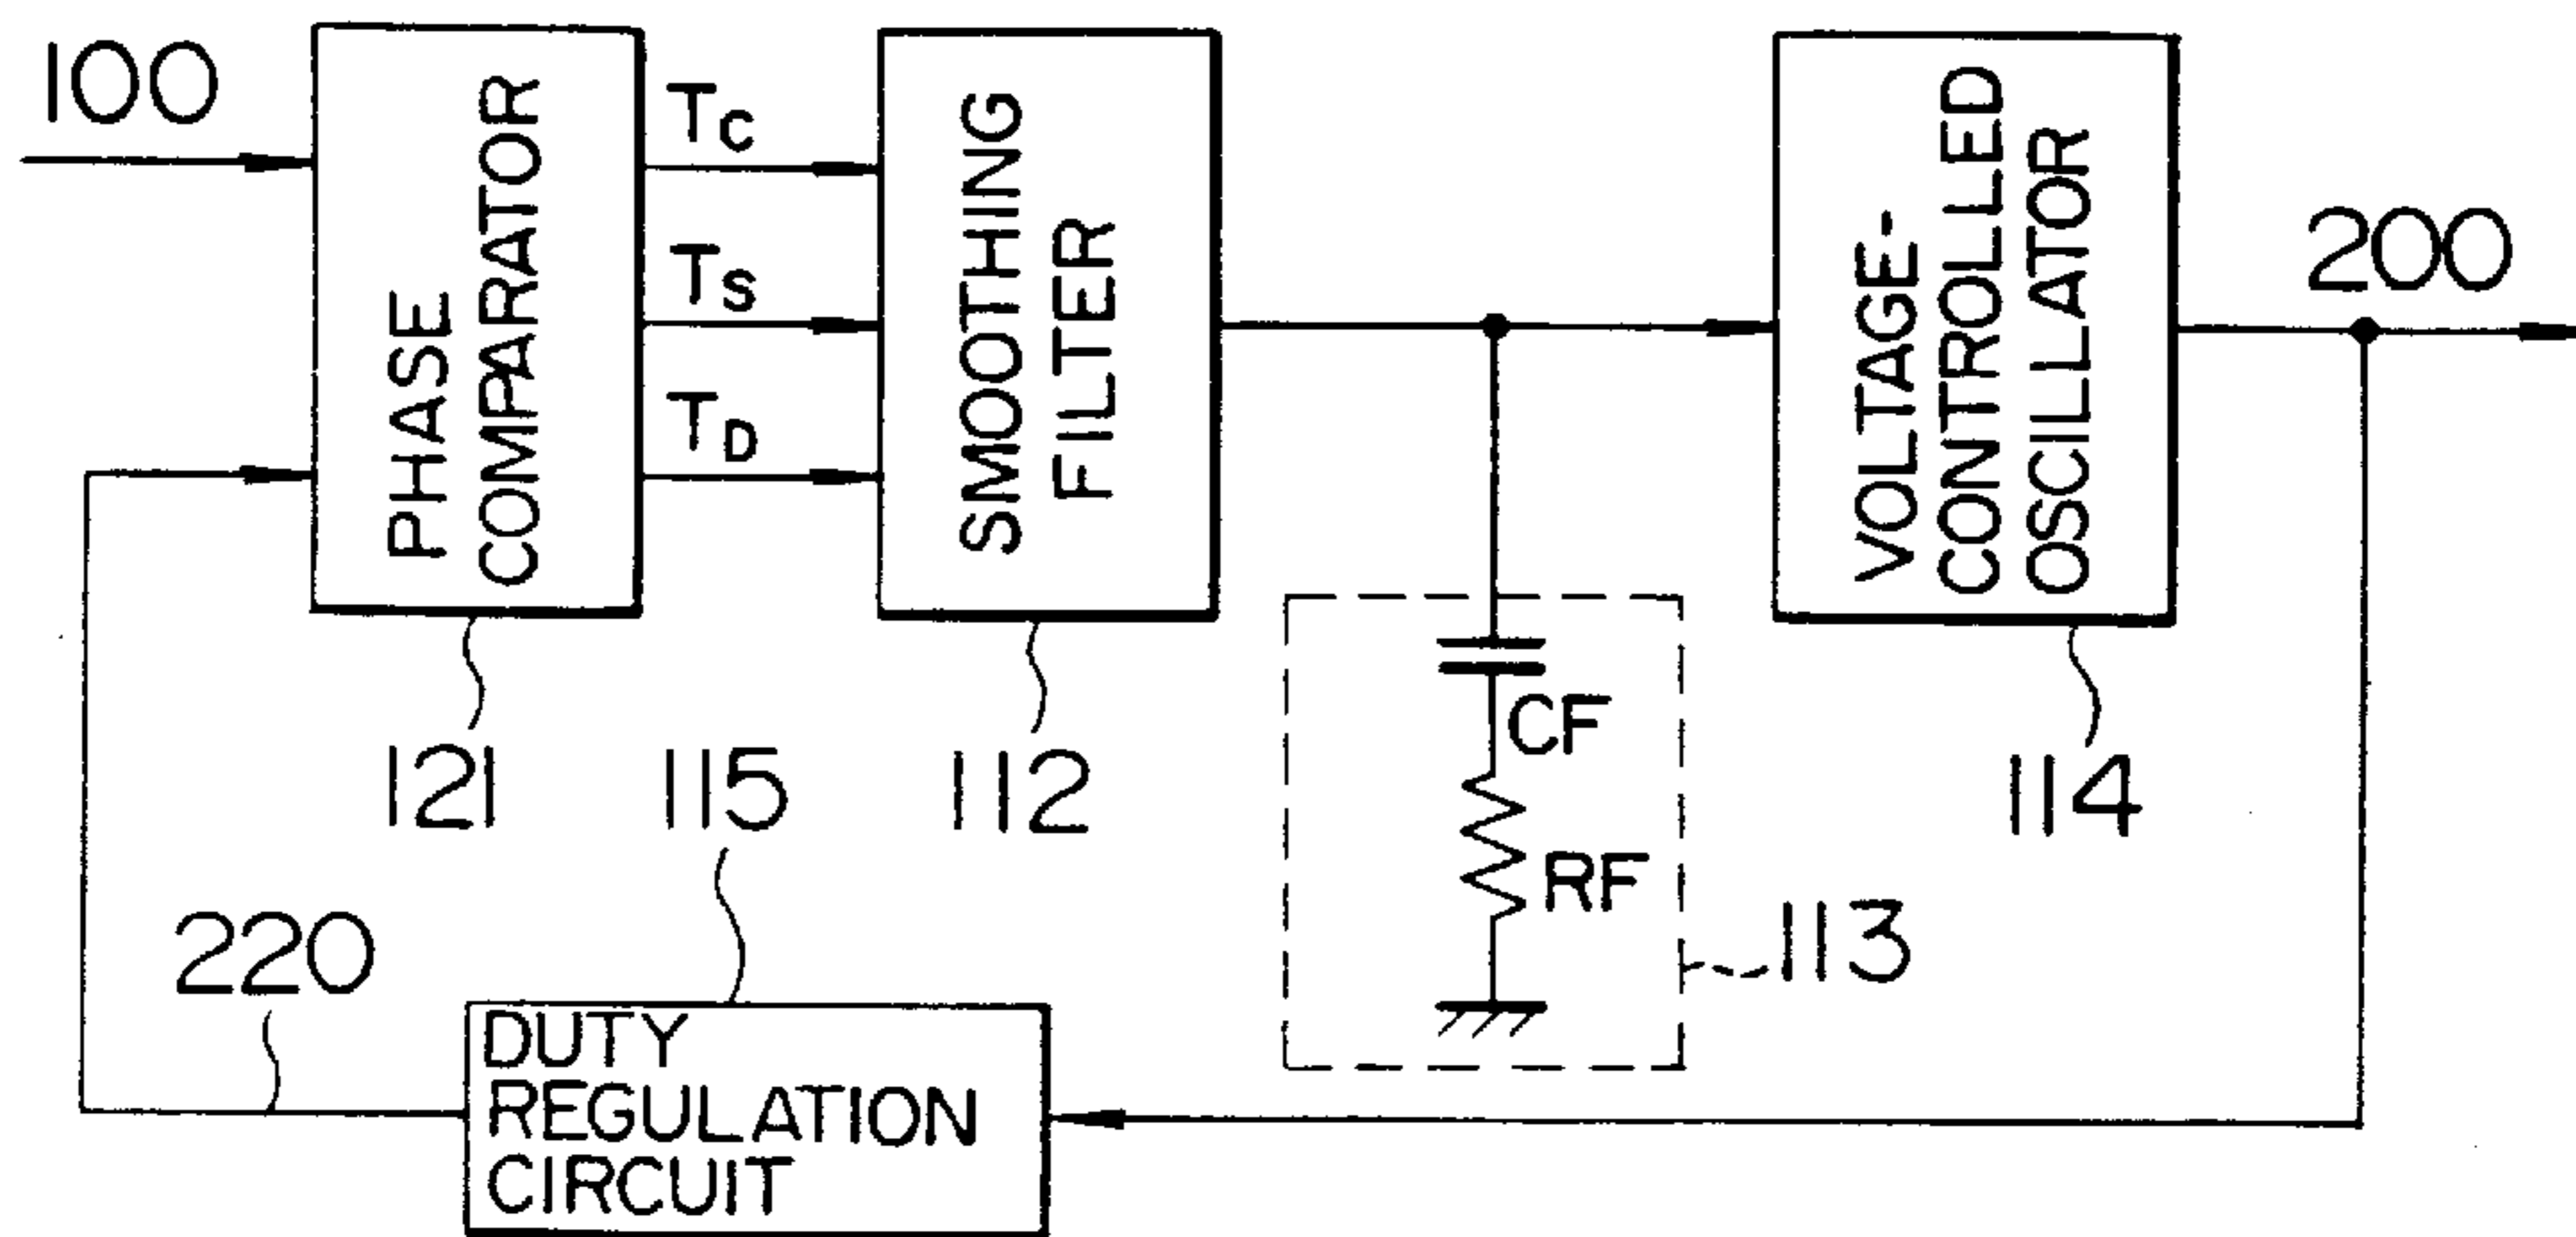 100
PHASE
COMPARATOR
TC
TS
TD
SMOOTHING
FILTER
VOLTAGE-
CONTROLLED
OSCILLATOR
200
121
115
112
CF
RF
113
114
220
DUTY
REGULATION
CIRCUIT